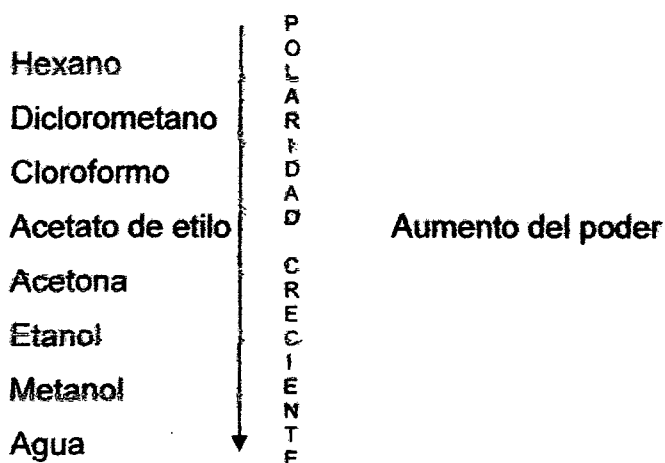 Hexano
Diclorometano
Cloroformo
Acetato de etilo
Acetona
Etanol
Metanol
Agua
POLARIDAD CRECIENTE
Aumento del poder